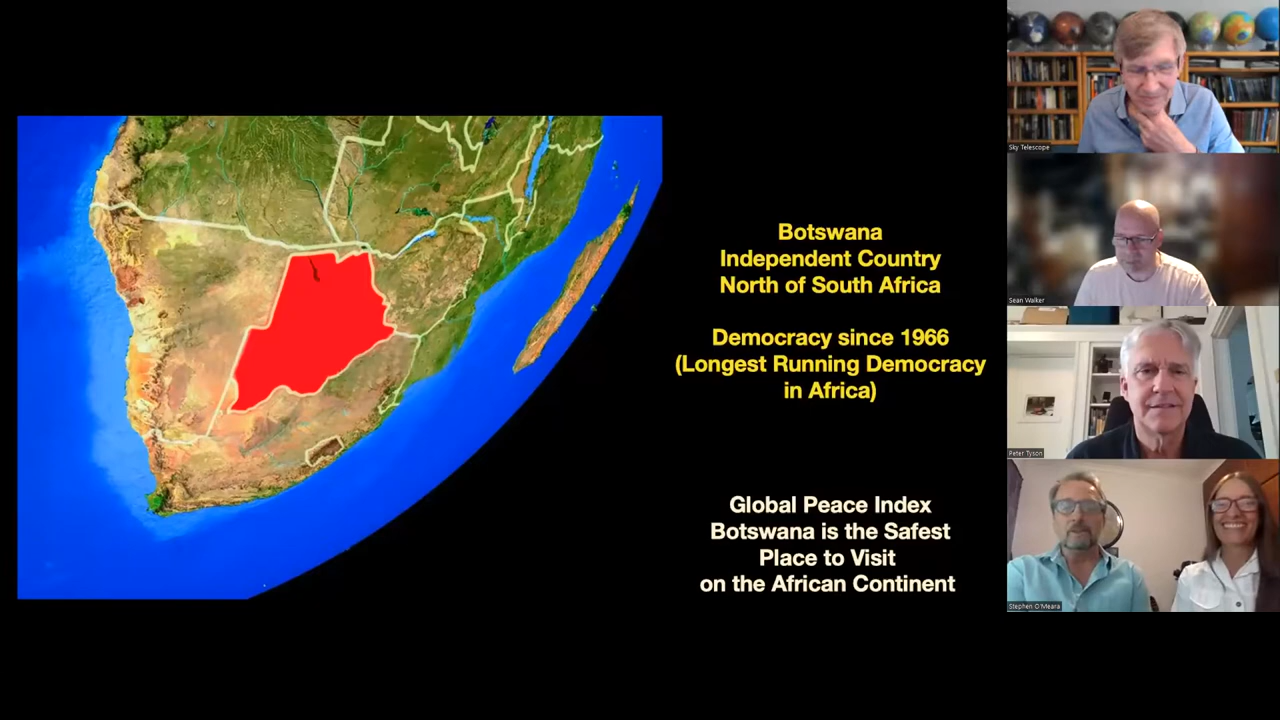 Botswana
Independent Country
North of South Africa
Democracy since 1966
(Longest Running Democracy
in Africa)
Global Peace Index
Botswana is the Safest
Place to Visit
on the African Continent
Sky Telescope
Sean Walker
Peter Tyson
Stephen O'Meara